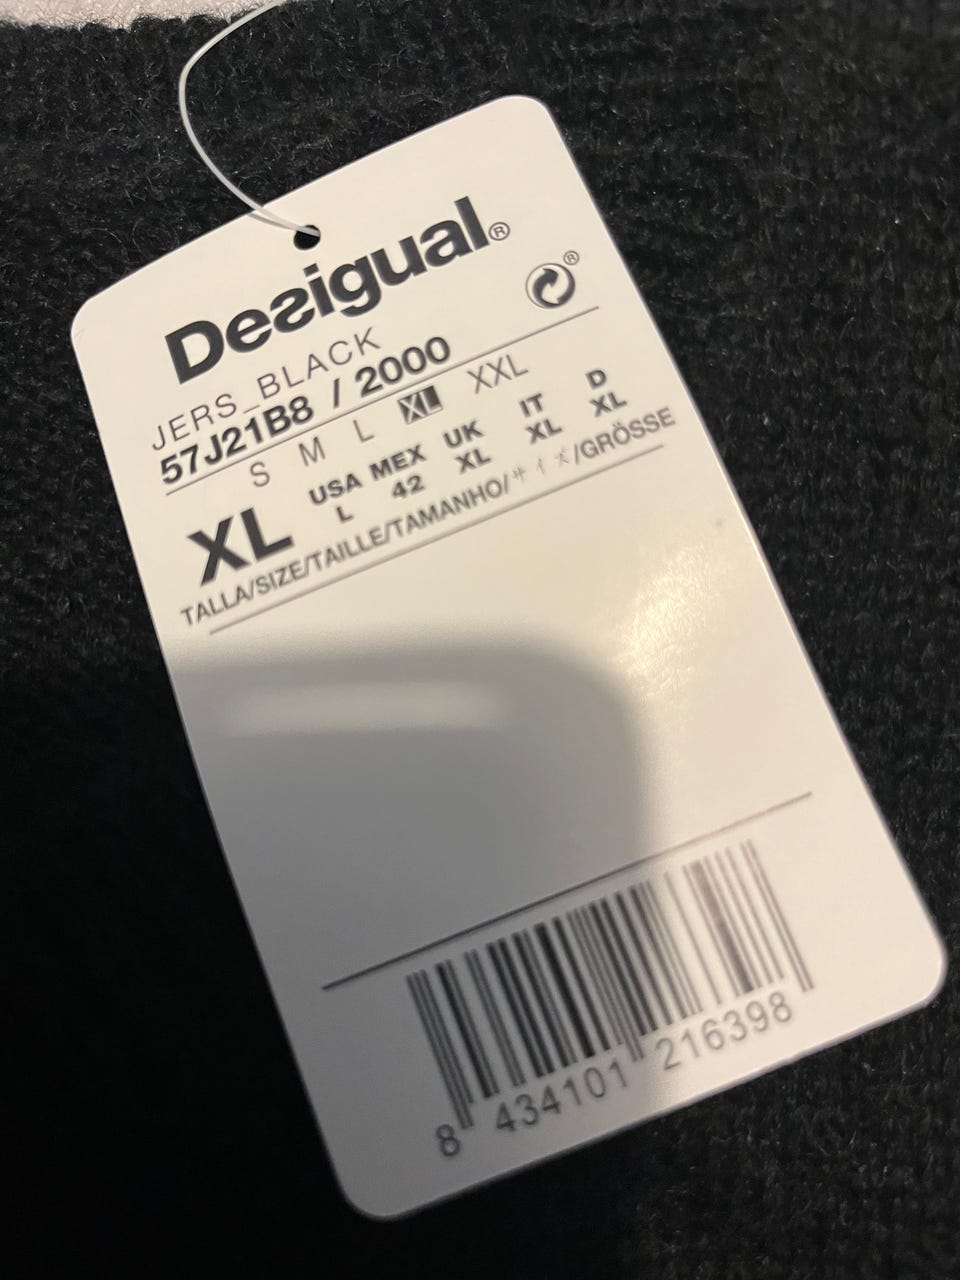 Desigual®
®
JERS_BLACK
57J21B8 / 2000
S M L XL XXL
XL
USA MEX UK IT D
L 42 XL XL XL
TALLA/SIZE/TAILLE/TAMANHO/サイズ/GRÖSSE
8 434101 216398